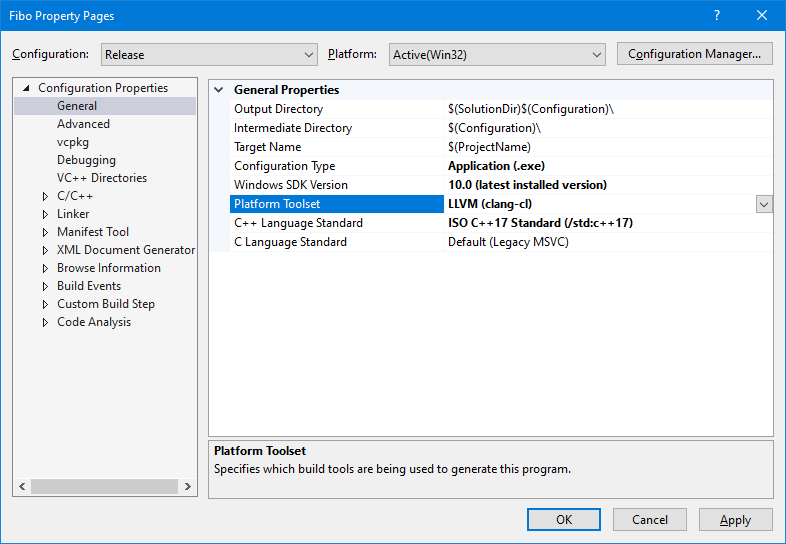 Fibo Property Pages
?
Configuration: Release Platform: Active(Win32) Configuration Manager...
Configuration Properties
General
Advanced
vcpkg
Debugging
VC++ Directories
C/C++
Linker
Manifest Tool
XML Document Generator
Browse Information
Build Events
Custom Build Step
Code Analysis
General Properties
Output Directory $(SolutionDir)$(Configuration)\
Intermediate Directory $(Configuration)\
Target Name $(ProjectName)
Configuration Type Application (.exe)
Windows SDK Version 10.0 (latest installed version)
Platform Toolset LLVM (clang-cl)
C++ Language Standard ISO C++17 Standard (/std:c++17)
C Language Standard Default (Legacy MSVC)
Platform Toolset
Specifies which build tools are being used to generate this program.
OK Cancel Apply